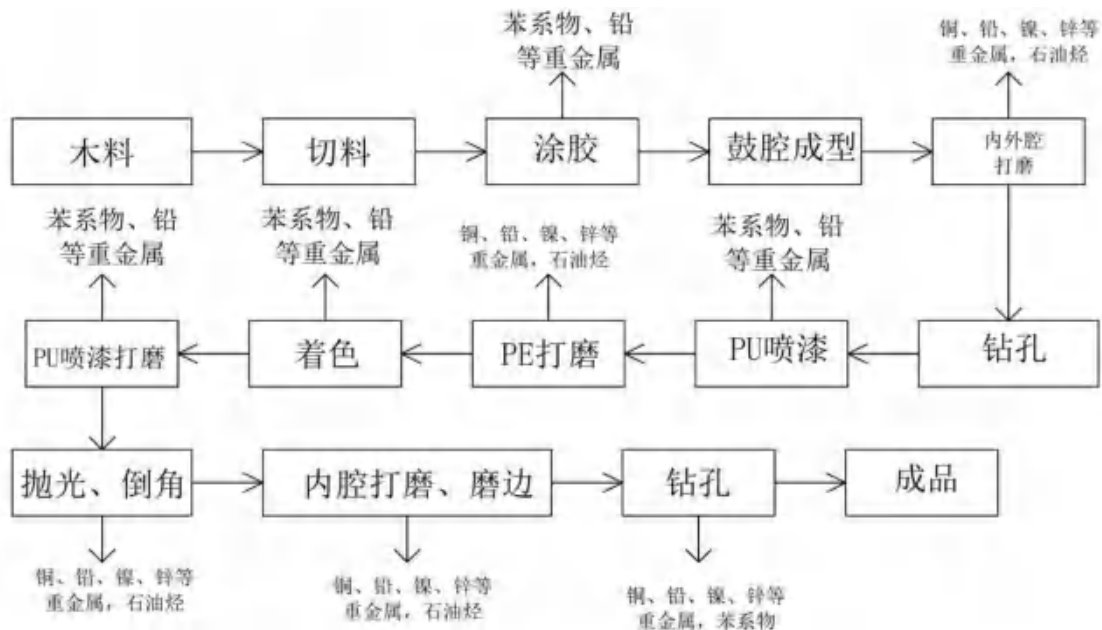 苯系物、铅
等重金属
铜、铅、镍、锌等
重金属，石油烃
木料
切料
涂胶
鼓腔成型
内外腔
打磨
苯系物、铅
等重金属
苯系物、铅
等重金属
铜、铅、镍、锌等
重金属，石油烃
苯系物、铅
等重金属
PU喷漆打磨
着色
PE打磨
PU喷漆
钻孔
抛光、倒角
内腔打磨、磨边
钻孔
成品
铜、铅、镍、锌等
重金属，石油烃
铜、铅、镍、锌等
重金属，石油烃
铜、铅、镍、锌等
重金属，苯系物